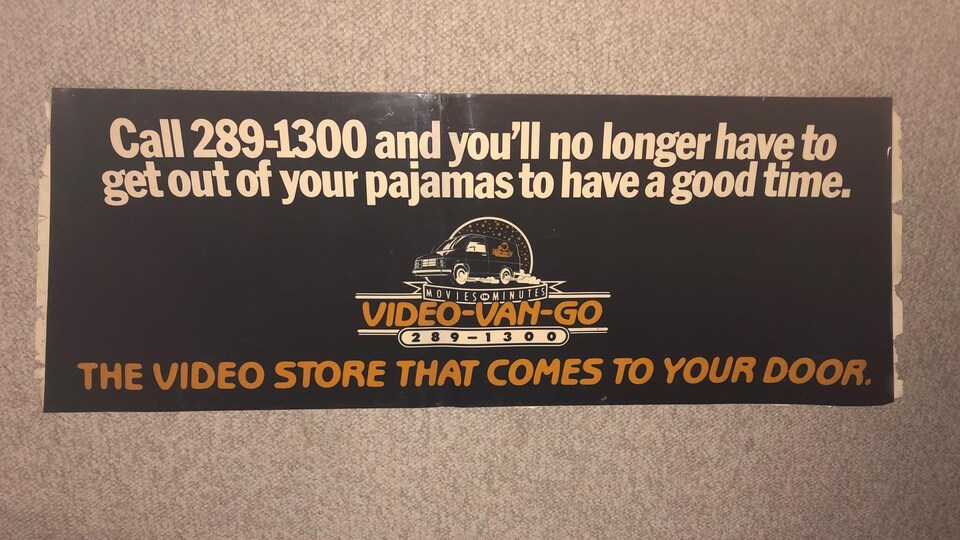 Call 289-1300 and you'll no longer have to
get out of your pajamas to have a good time.
MOVIES IN MINUTES
VIDEO-VAN-GO
289-1300
THE VIDEO STORE THAT COMES TO YOUR DOOR.